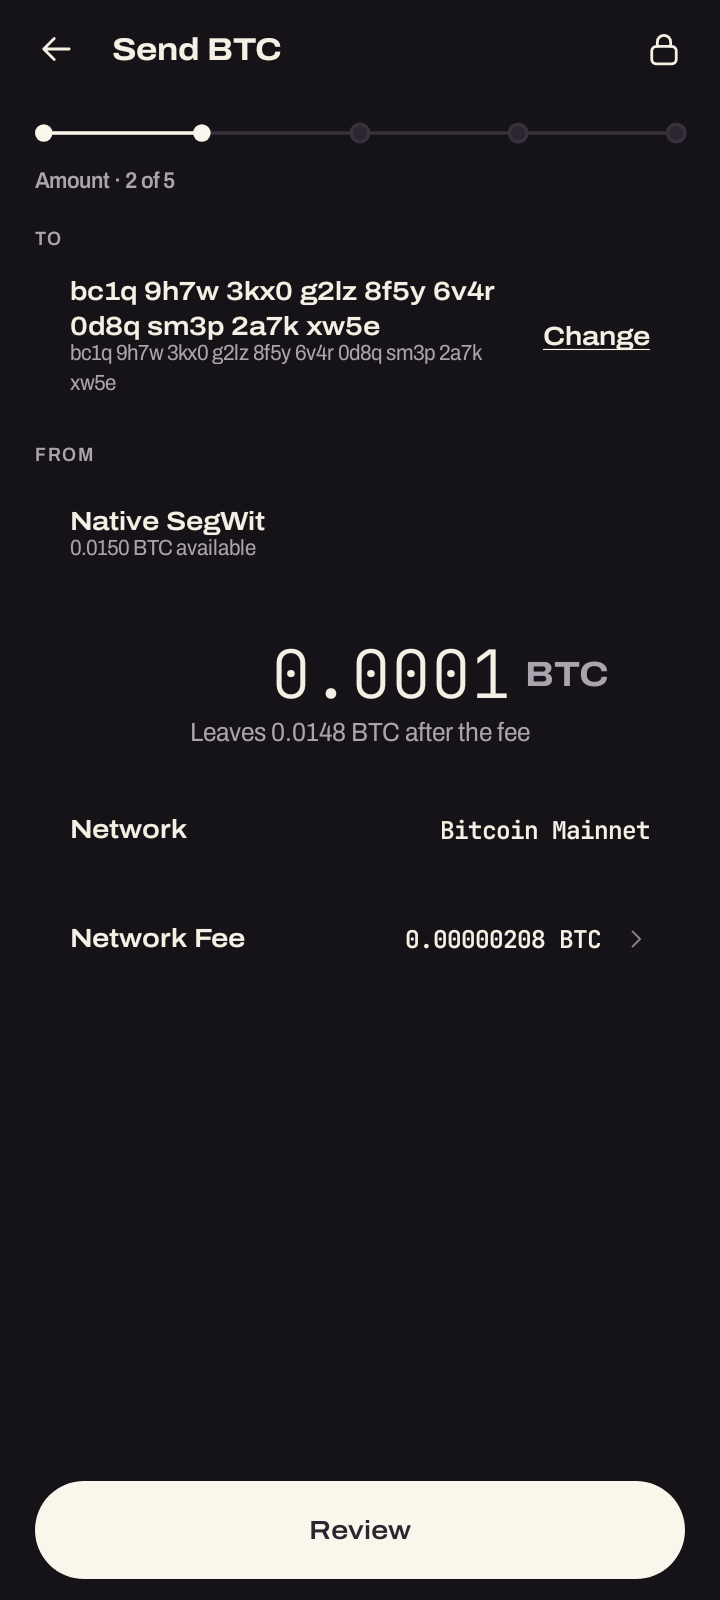 Send BTC
Amount · 2 of 5
TO
bc1q 9h7w 3kx0 g2lz 8f5y 6v4r
0d8q sm3p 2a7k xw5e
Change
bc1q 9h7w 3kx0 g2lz 8f5y 6v4r 0d8q sm3p 2a7k
xw5e
FROM
Native SegWit
0.0150 BTC available
0.0001 BTC
Leaves 0.0148 BTC after the fee
Network Bitcoin Mainnet
Network Fee 0.00000208 BTC
Review